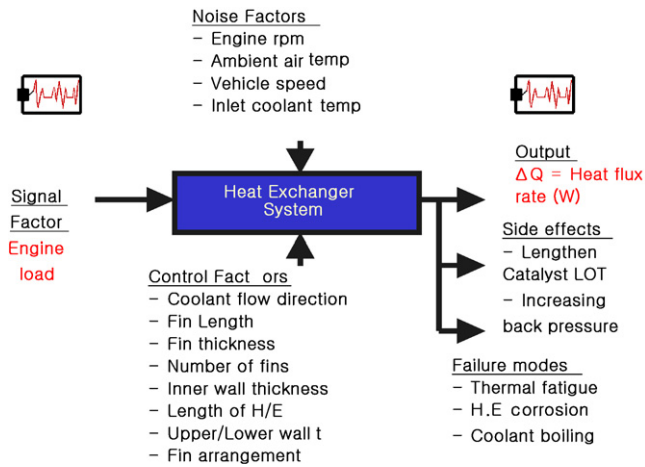 Noise Factors
- Engine rpm
- Ambient air temp
- Vehicle speed
- Inlet coolant temp
Signal
Factor
Engine
load
Heat Exchanger
System
Control Fact ors
- Coolant flow direction
- Fin Length
- Fin thickness
- Number of fins
- Inner wall thickness
- Length of H/E
- Upper/Lower wall t
- Fin arrangement
Output
ΔQ = Heat flux
rate (W)
Side effects
- Lengthen
Catalyst LOT
- Increasing
back pressure
Failure modes
- Thermal fatigue
- H.E corrosion
- Coolant boiling